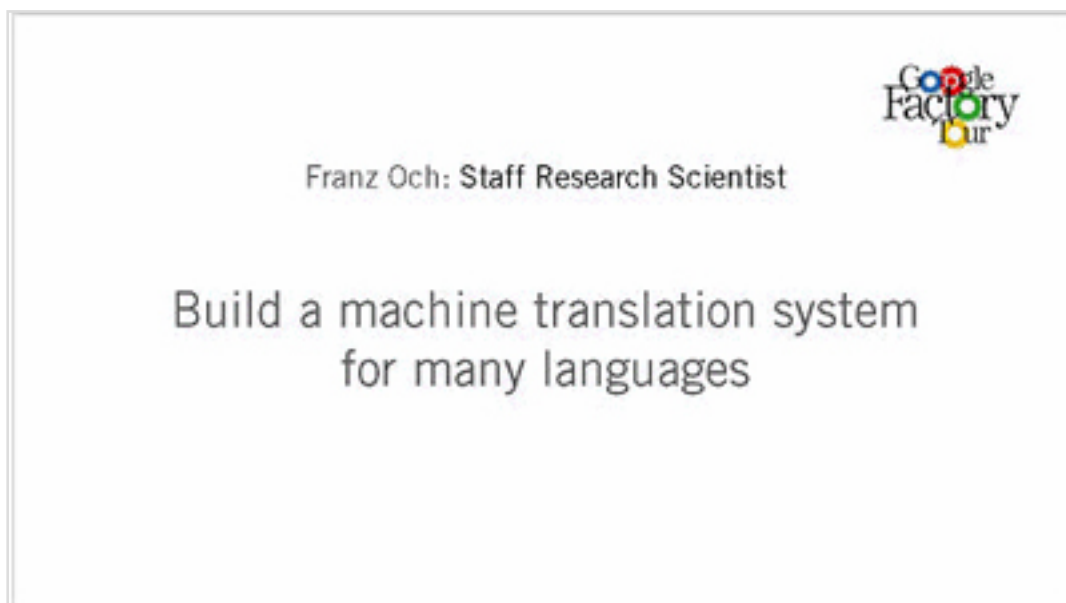 Google
Factory
Tour
Franz Och: Staff Research Scientist
Build a machine translation system
for many languages